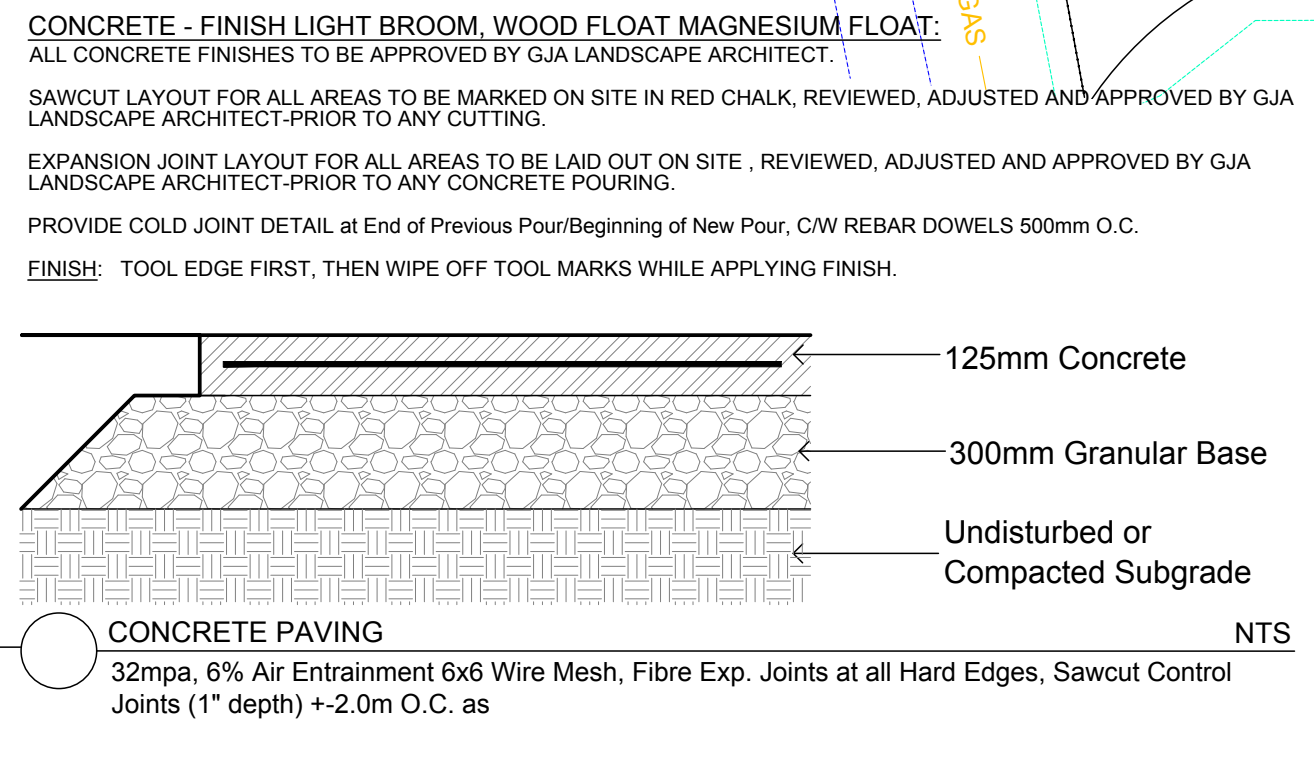 CONCRETE - FINISH LIGHT BROOM, WOOD FLOAT MAGNESIUM FLOAT:
ALL CONCRETE FINISHES TO BE APPROVED BY GJA LANDSCAPE ARCHITECT.
GAS
SAWCUT LAYOUT FOR ALL AREAS TO BE MARKED ON SITE IN RED CHALK, REVIEWED, ADJUSTED AND APPROVED BY GJA
LANDSCAPE ARCHITECT-PRIOR TO ANY CUTTING.
EXPANSION JOINT LAYOUT FOR ALL AREAS TO BE LAID OUT ON SITE , REVIEWED, ADJUSTED AND APPROVED BY GJA
LANDSCAPE ARCHITECT-PRIOR TO ANY CONCRETE POURING.
PROVIDE COLD JOINT DETAIL at End of Previous Pour/Beginning of New Pour, C/W REBAR DOWELS 500mm O.C.
FINISH: TOOL EDGE FIRST, THEN WIPE OFF TOOL MARKS WHILE APPLYING FINISH.
125mm Concrete
300mm Granular Base
Undisturbed or
Compacted Subgrade
CONCRETE PAVING NTS
32mpa, 6% Air Entrainment 6x6 Wire Mesh, Fibre Exp. Joints at all Hard Edges, Sawcut Control
Joints (1" depth) +-2.0m O.C. as